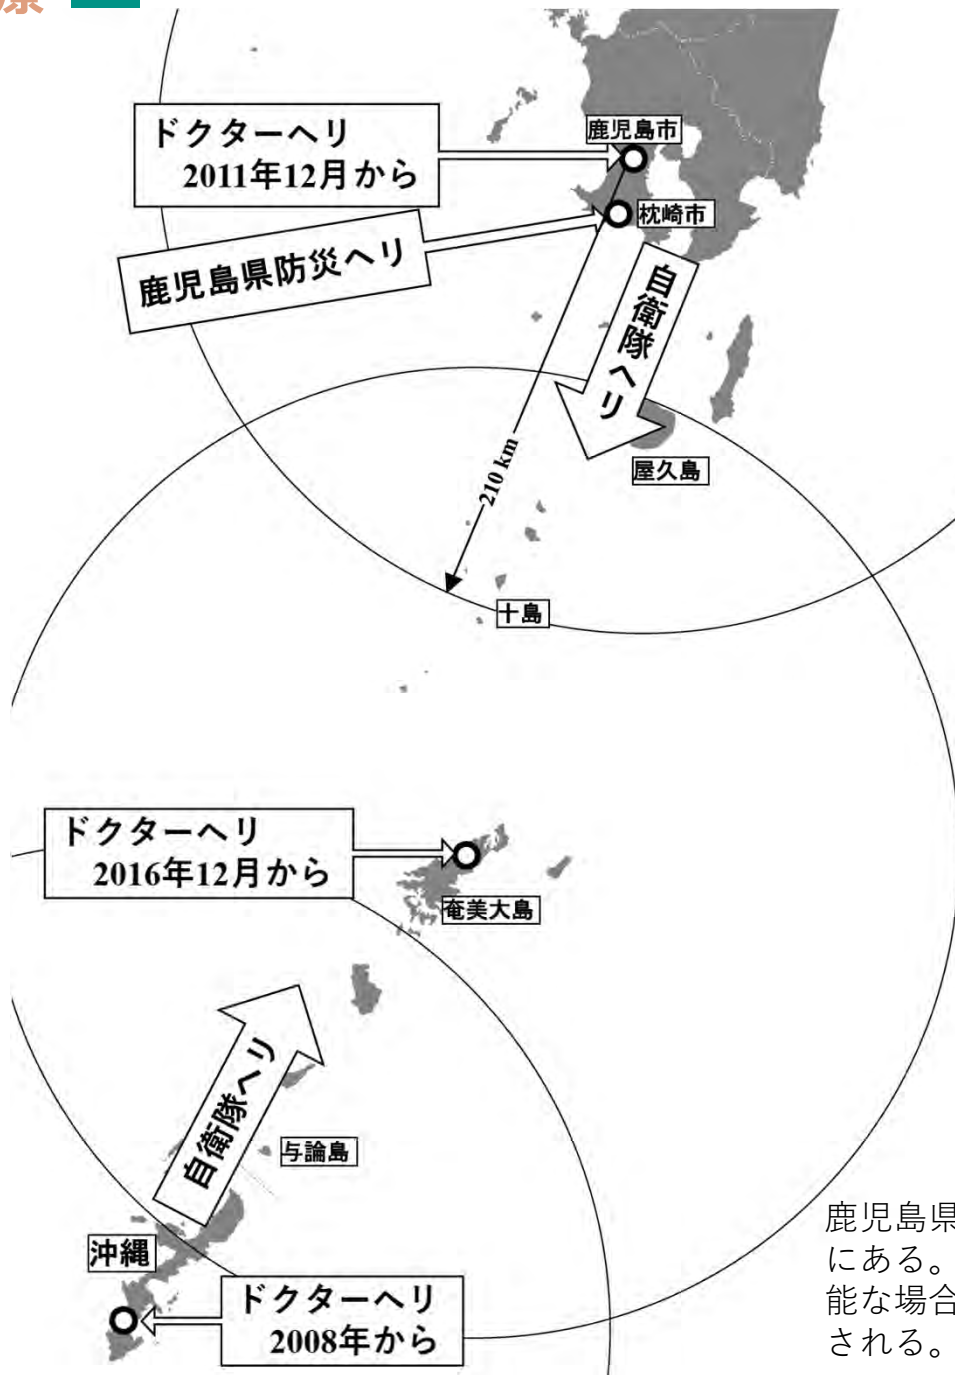 ドクターヘリ
2011年12月から
鹿児島市
枕崎市
鹿児島県防災ヘリ
自衛隊ヘリ
210 km
屋久島
十島
ドクターヘリ
2016年12月から
奄美大島
自衛隊ヘリ
与論島
沖縄
ドクターヘリ
2008年から
鹿児島県
にある。
能な場合
される。